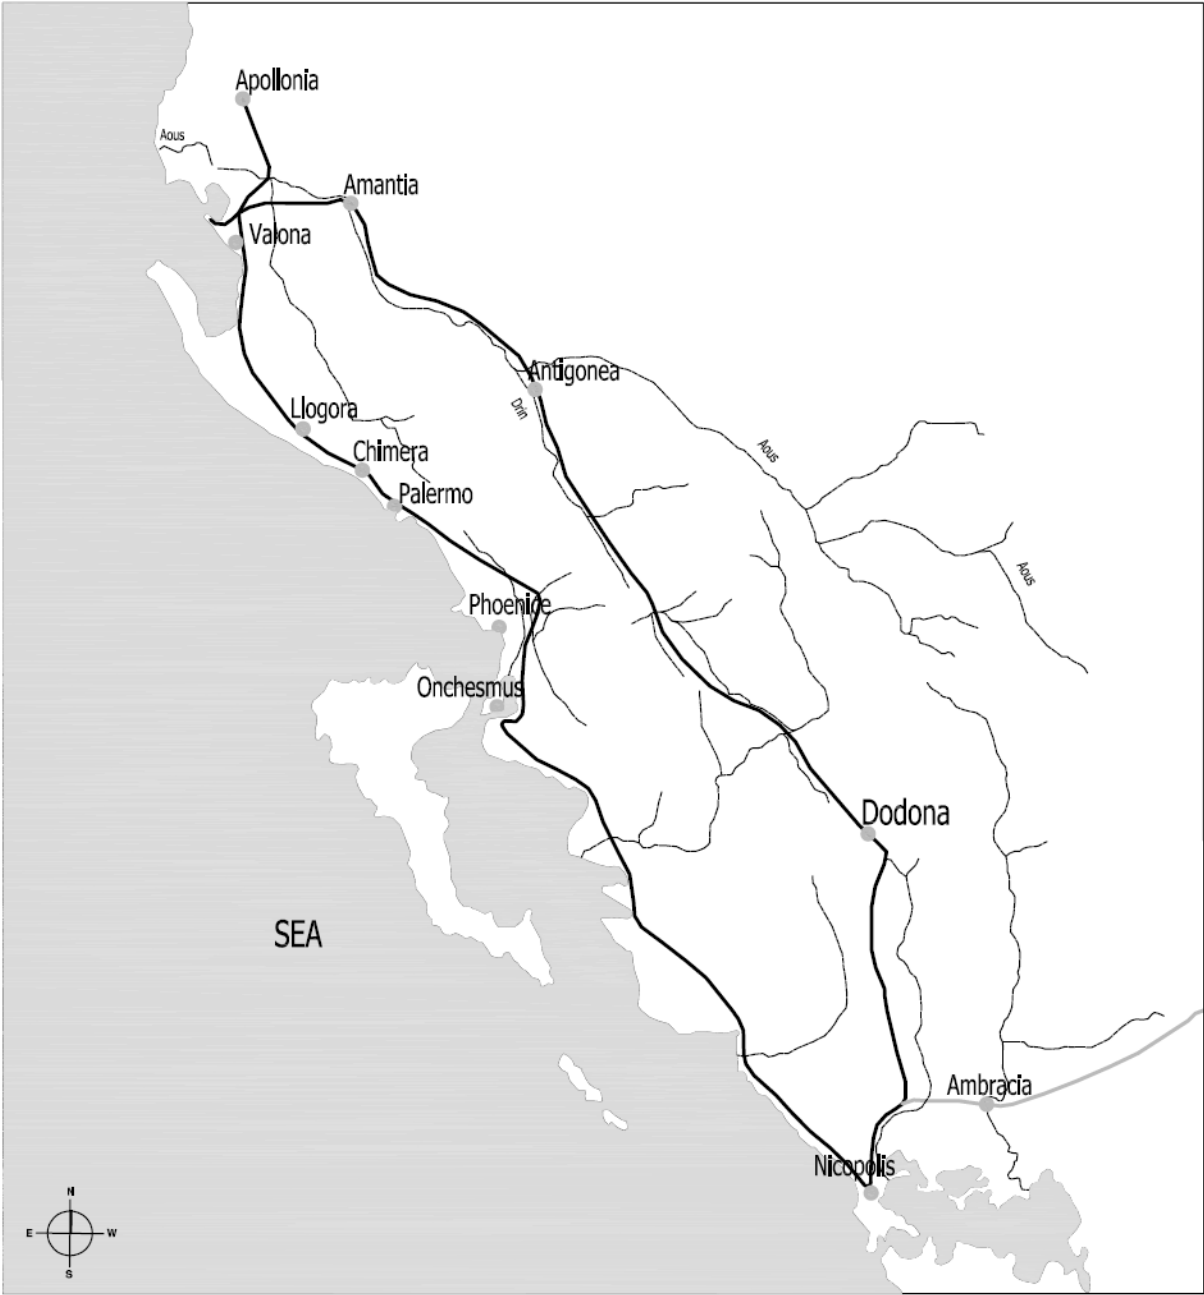 Apollonia
Aous
Amantia
Valona
Antigonea
Drin
Llogora
Aous
Chimera
Palermo
Aous
Phoenice
Onchesmus
Dodona
SEA
Ambracia
Nicopolis
N
E W
S